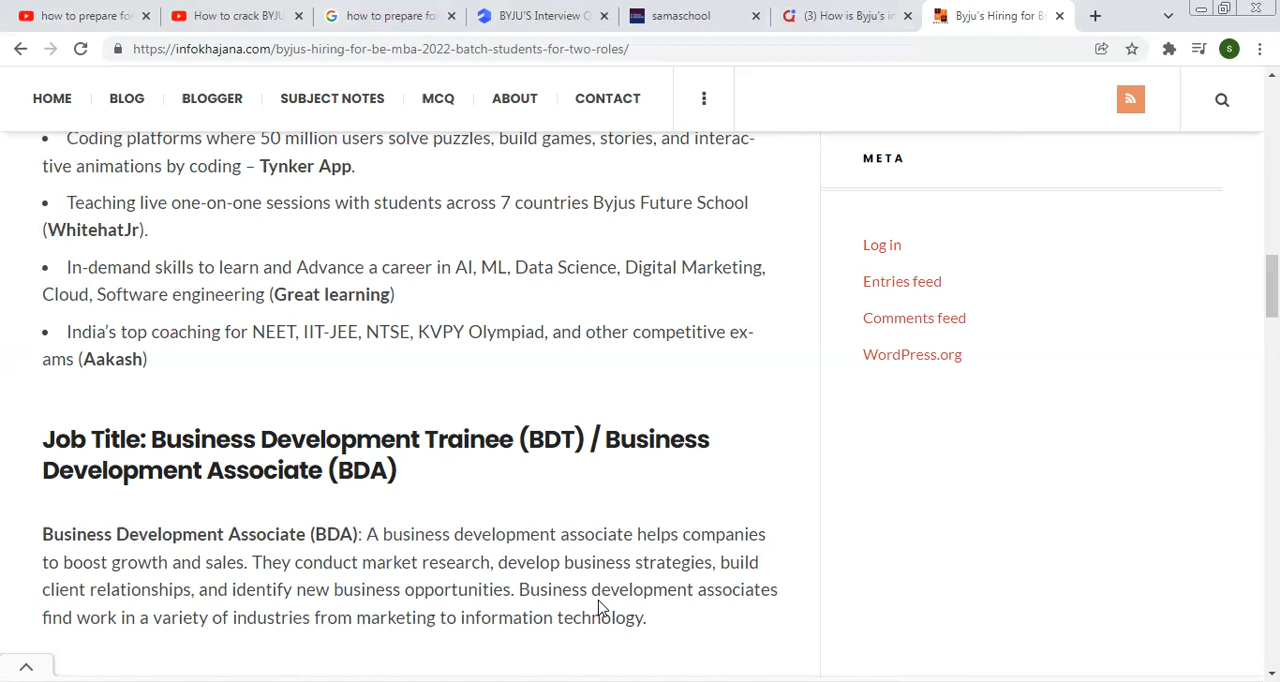 how to prepare fo
How to crack BYJU
how to prepare fo
BYJU'S Interview Q
samaschool
(3) How is Byju's in
Byju's Hiring for B
https://infokhajana.com/byjus-hiring-for-be-mba-2022-batch-students-for-two-roles/
S
HOME
BLOG
BLOGGER
SUBJECT NOTES
MCQ
ABOUT
CONTACT
• Coding platforms where 50 million users solve puzzles, build games, stories, and interac-
tive animations by coding – Tynker App.
• Teaching live one-on-one sessions with students across 7 countries Byjus Future School
(WhitehatJr).
• In-demand skills to learn and Advance a career in AI, ML, Data Science, Digital Marketing,
Cloud, Software engineering (Great learning)
• India's top coaching for NEET, IIT-JEE, NTSE, KVPY Olympiad, and other competitive ex-
ams (Aakash)
Job Title: Business Development Trainee (BDT) / Business
Development Associate (BDA)
Business Development Associate (BDA): A business development associate helps companies
to boost growth and sales. They conduct market research, develop business strategies, build
client relationships, and identify new business opportunities. Business development associates
find work in a variety of industries from marketing to information technology.
META
Log in
Entries feed
Comments feed
WordPress.org